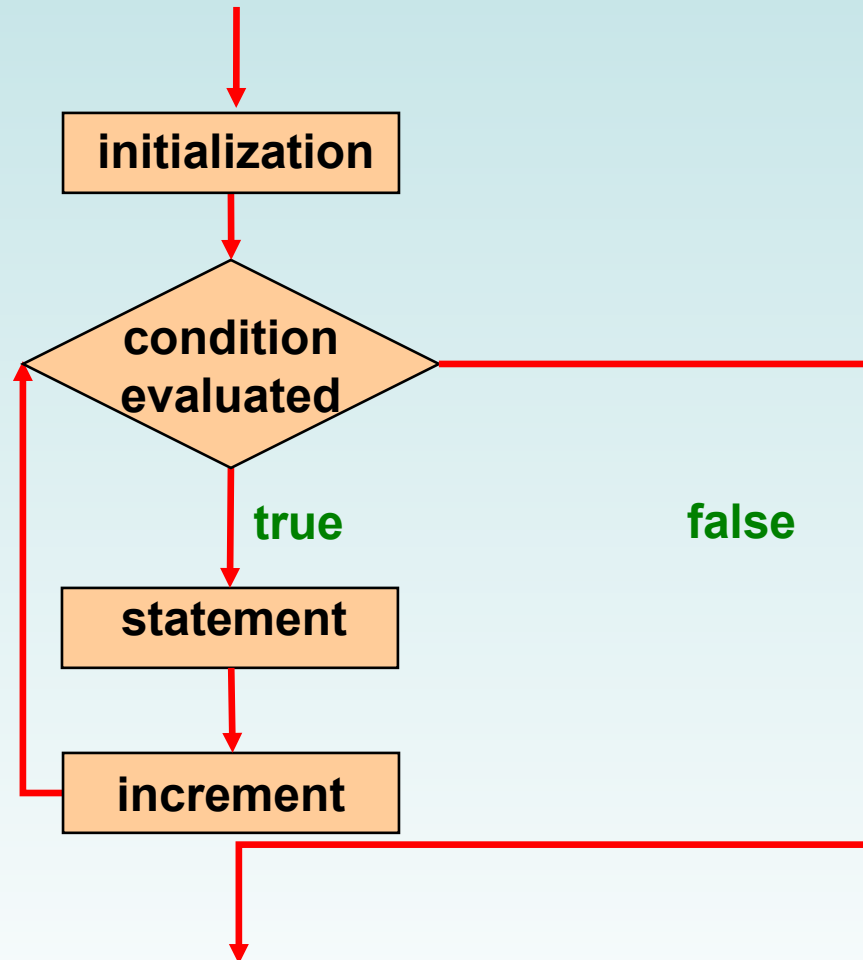 initialization
condition
evaluated
true
false
statement
increment